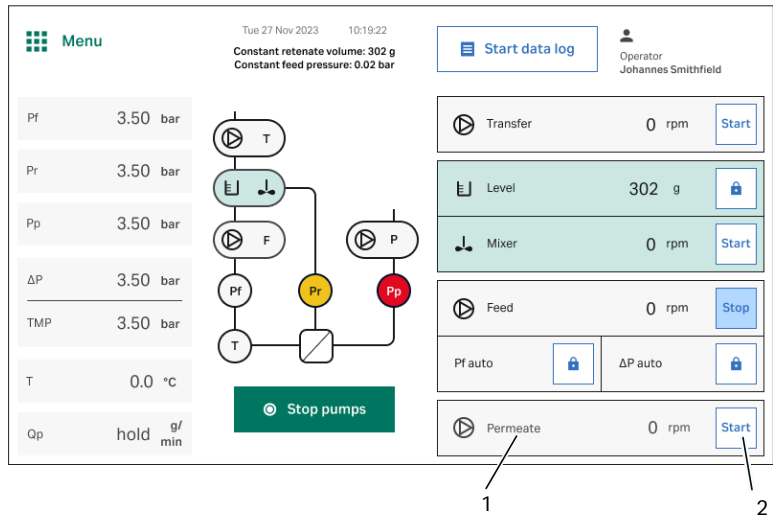 Menu
Tue 27 Nov 2023 10:19:22
Constant retenate volume: 302 g
Constant feed pressure: 0.02 bar
Start data log
Operator
Johannes Smithfield
Pf 3.50 bar
Pr 3.50 bar
Pp 3.50 bar
ΔP 3.50 bar
TMP 3.50 bar
T 0.0 °C
Qp hold g/
min
T
F
P
Pf
Pr
Pp
T
Stop pumps
Transfer 0 rpm Start
Level 302 g
Mixer 0 rpm Start
Feed 0 rpm Stop
Pf auto ΔP auto
Permeate 0 rpm Start
1
2